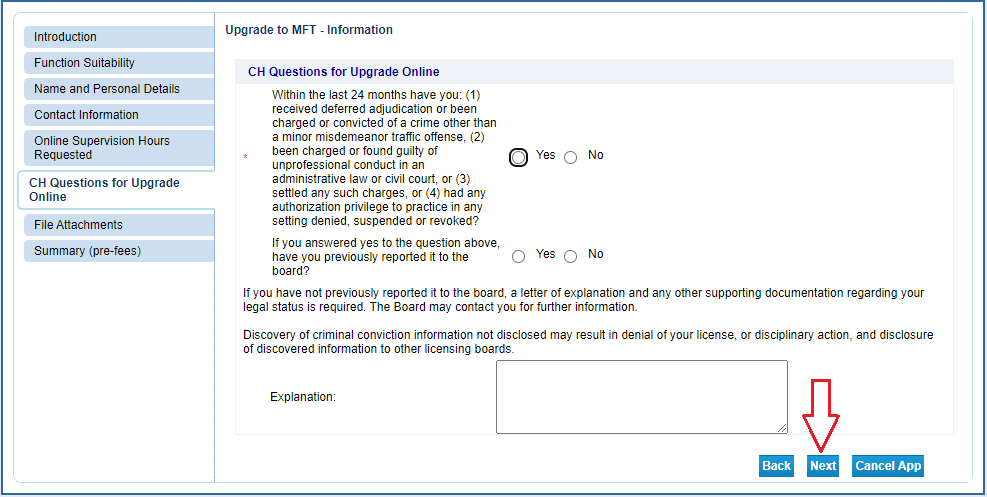 Upgrade to MFT - Information
Introduction
Function Suitability
Name and Personal Details
Contact Information
Online Supervision Hours
Requested
CH Questions for Upgrade
Online
File Attachments
Summary (pre-fees)
CH Questions for Upgrade Online
Within the last 24 months have you: (1)
received deferred adjudication or been
charged or convicted of a crime other than
a minor misdemeanor traffic offense, (2)
been charged or found guilty of
unprofessional conduct in an
administrative law or civil court, or (3)
settled any such charges, or (4) had any
authorization privilege to practice in any
setting denied, suspended or revoked?
* Yes No
If you answered yes to the question above,
have you previously reported it to the
board?
Yes No
If you have not previously reported it to the board, a letter of explanation and any other supporting documentation regarding your
legal status is required. The Board may contact you for further information.
Discovery of criminal conviction information not disclosed may result in denial of your license, or disciplinary action, and disclosure
of discovered information to other licensing boards.
Explanation:
Back Next Cancel App